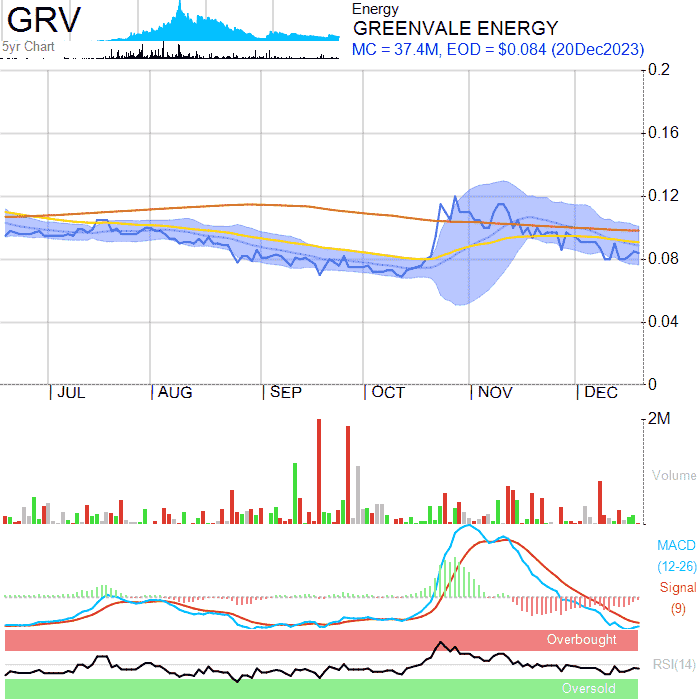 GRV
5yr Chart
Energy
GREENVALE ENERGY
MC = 37.4M, EOD = $0.084 (20Dec2023)
0.2
0.16
0.12
0.08
0.04
0
JUL AUG SEP OCT NOV DEC
2M
Volume
MACD
(12-26)
Signal
(9)
Overbought
RSI(14)
Oversold